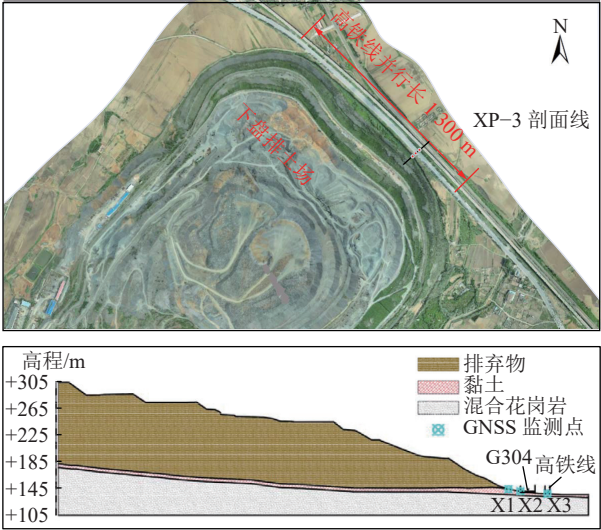 高铁线并行长 1 300 m
N
XP-3 剖面线
下盘排土场
高程/m
+305
+265
+225
+185
+145
+105
排弃物
黏土
混合花岗岩
GNSS 监测点
G304 高铁线
X1 X2 X3